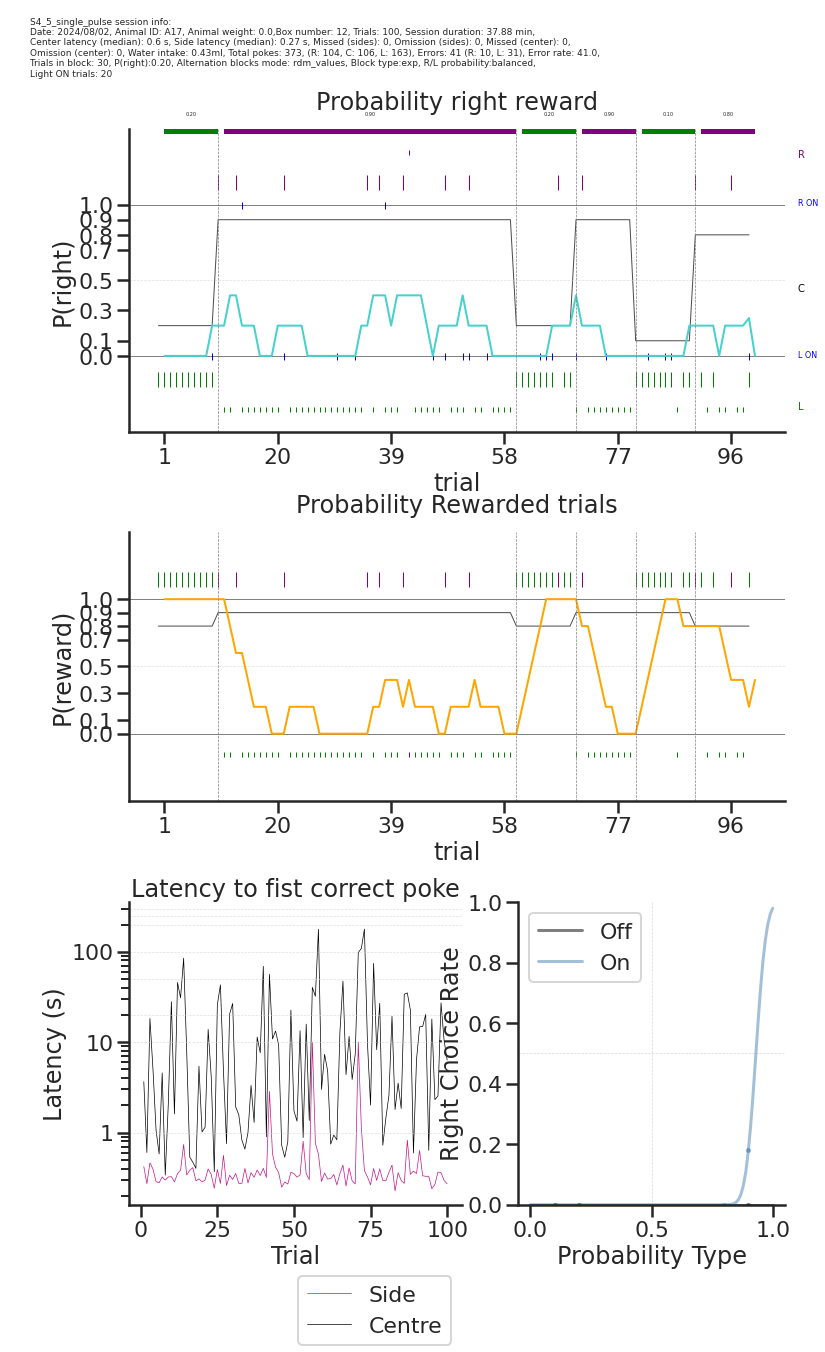 S4_5_single_pulse session info:
Date: 2024/08/02, Animal ID: A17, Animal weight: 0.0,Box number: 12, Trials: 100, Session duration: 37.88 min,
Center latency (median): 0.6 s, Side latency (median): 0.27 s, Missed (sides): 0, Omission (sides): 0, Missed (center): 0,
Omission (center): 0, Water intake: 0.43ml, Total pokes: 373, (R: 104, C: 106, L: 163), Errors: 41 (R: 10, L: 31), Error rate: 41.0,
Trials in block: 30, P(right):0.20, Alternation blocks mode: rdm_values, Block type:exp, R/L probability:balanced,
Light ON trials: 20
Probability right reward
0.20 0.90 0.20 0.90 0.10 0.80
R
1.0
R ON
0.9
0.8
0.7
P(right)
0.5
C
0.3
0.1
0.0
L ON
L
1 20 39 58 77 96
trial
Probability Rewarded trials
1.0
0.9
0.8
0.7
P(reward)
0.5
0.3
0.1
0.0
1 20 39 58 77 96
trial
Latency to fist correct poke
100
10
1
Latency (s)
0 25 50 75 100
Trial
Side
Centre
1.0
0.8
0.6
0.4
0.2
0.0
Right Choice Rate
Off
On
0.0 0.5 1.0
Probability Type